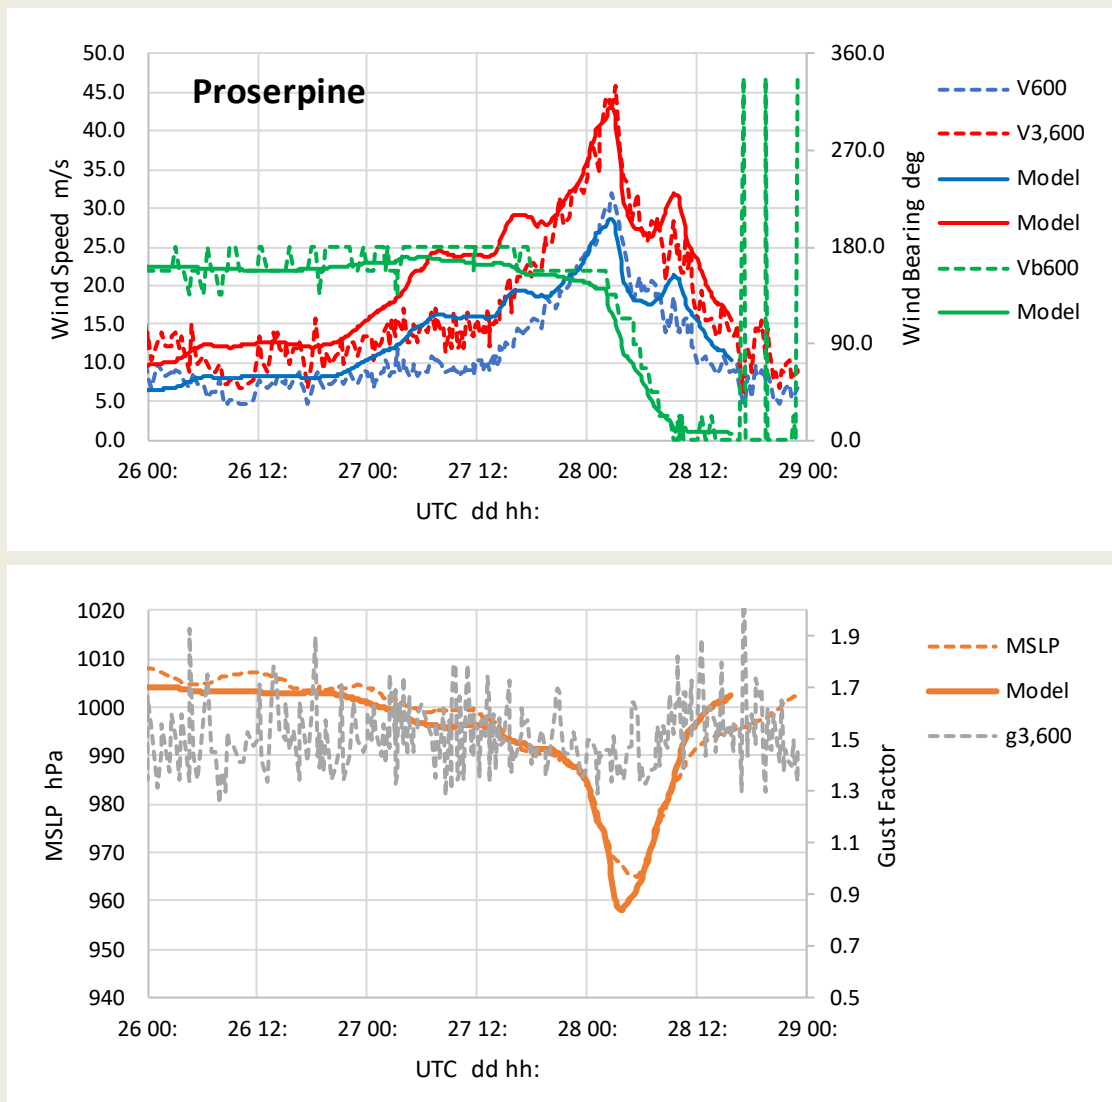 Proserpine
50.0
45.0
40.0
35.0
30.0
25.0
20.0
15.0
10.0
5.0
0.0
Wind Speed m/s
360.0
270.0
180.0
90.0
0.0
Wind Bearing deg
26 00:
26 12:
27 00:
27 12:
28 00:
28 12:
29 00:
UTC dd hh:
V600
V3,600
Model
Model
Vb600
Model
1020
1010
1000
990
980
970
960
950
940
MSLP hPa
1.9
1.7
1.5
1.3
1.1
0.9
0.7
0.5
Gust Factor
26 00:
26 12:
27 00:
27 12:
28 00:
28 12:
29 00:
UTC dd hh:
MSLP
Model
g3,600